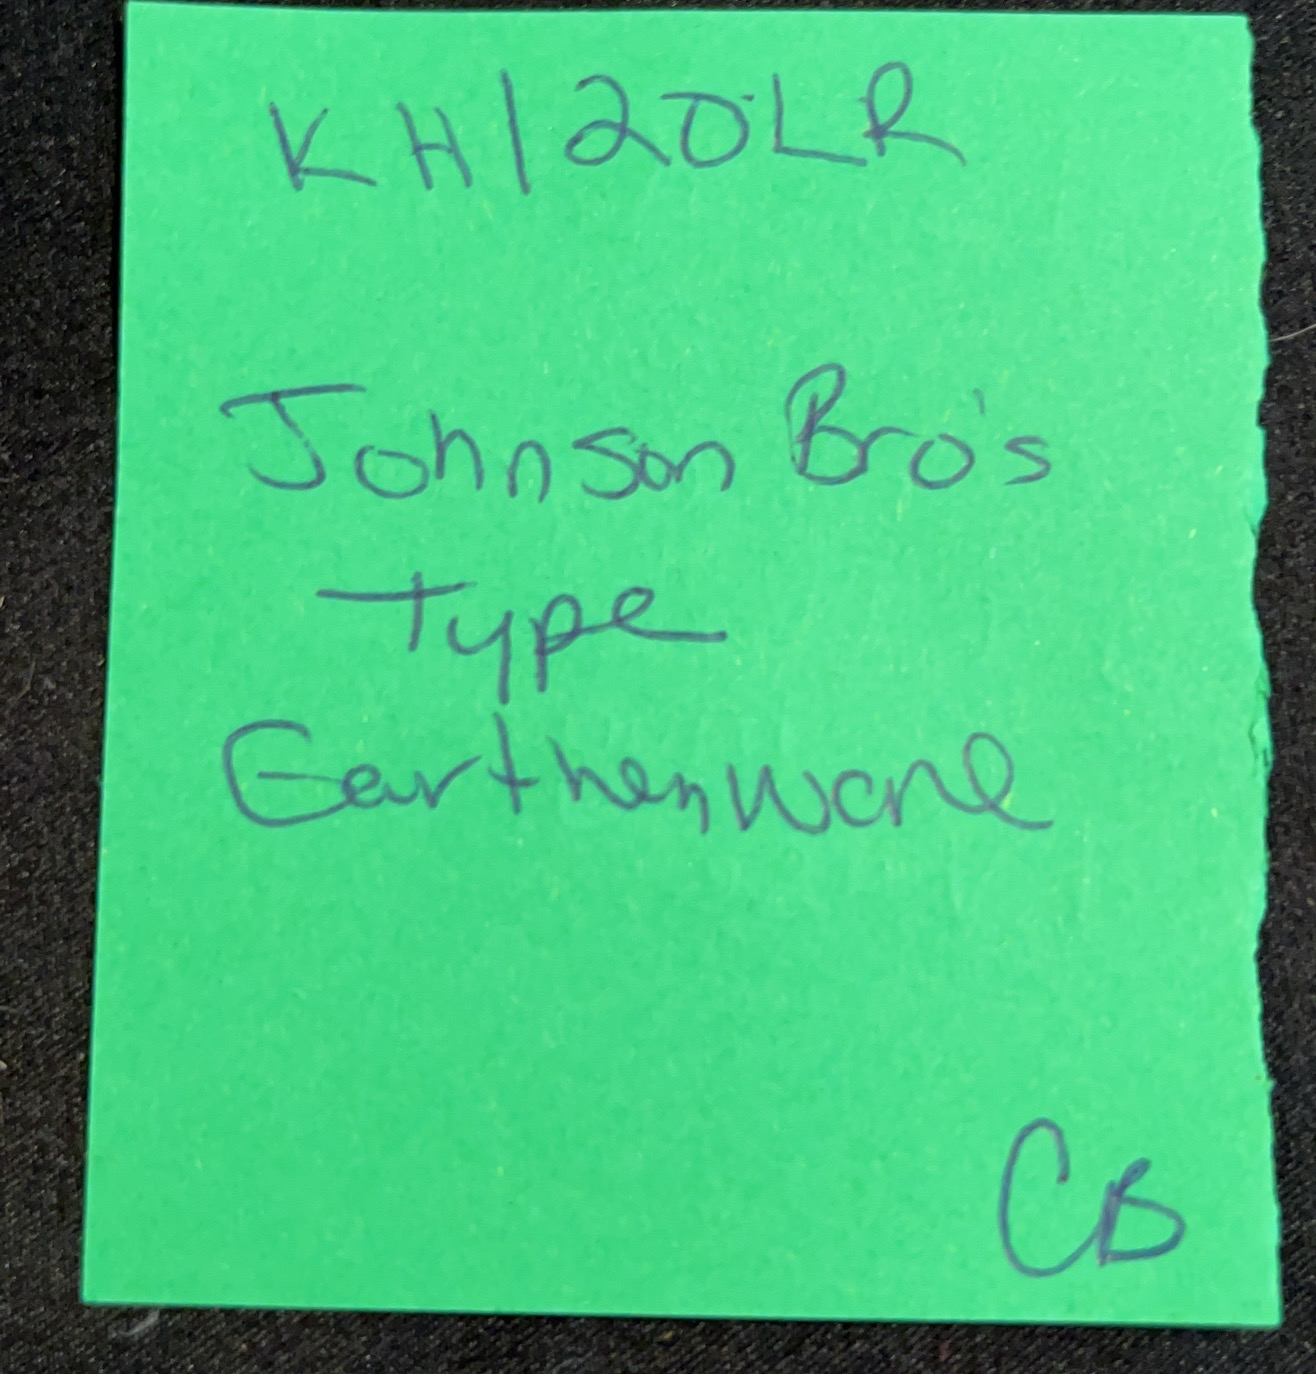 KH120LR
Johnson Bro's
Type
Earthenware
CB